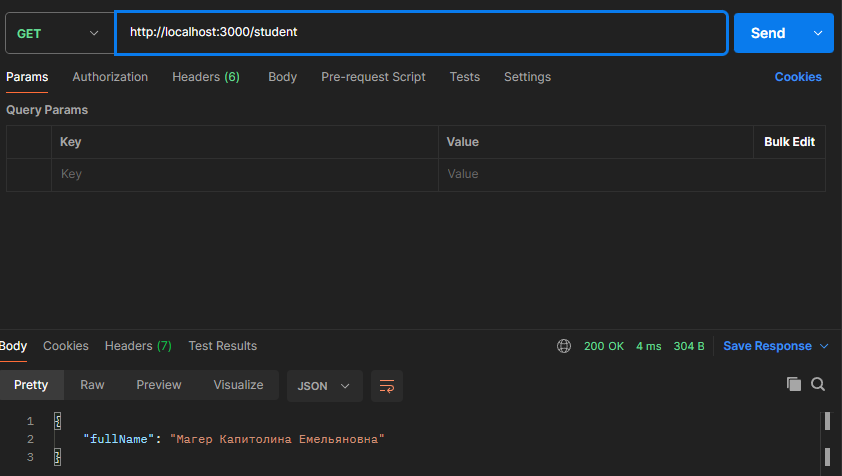 GET http://localhost:3000/student Send
Params Authorization Headers (6) Body Pre-request Script Tests Settings Cookies
Query Params
Key Value Bulk Edit
Key Value
Body Cookies Headers (7) Test Results 200 OK 4 ms 304 B Save Response
Pretty Raw Preview Visualize JSON
1 {
2 "fullName": "Магер Капитолина Емельяновна"
3 }